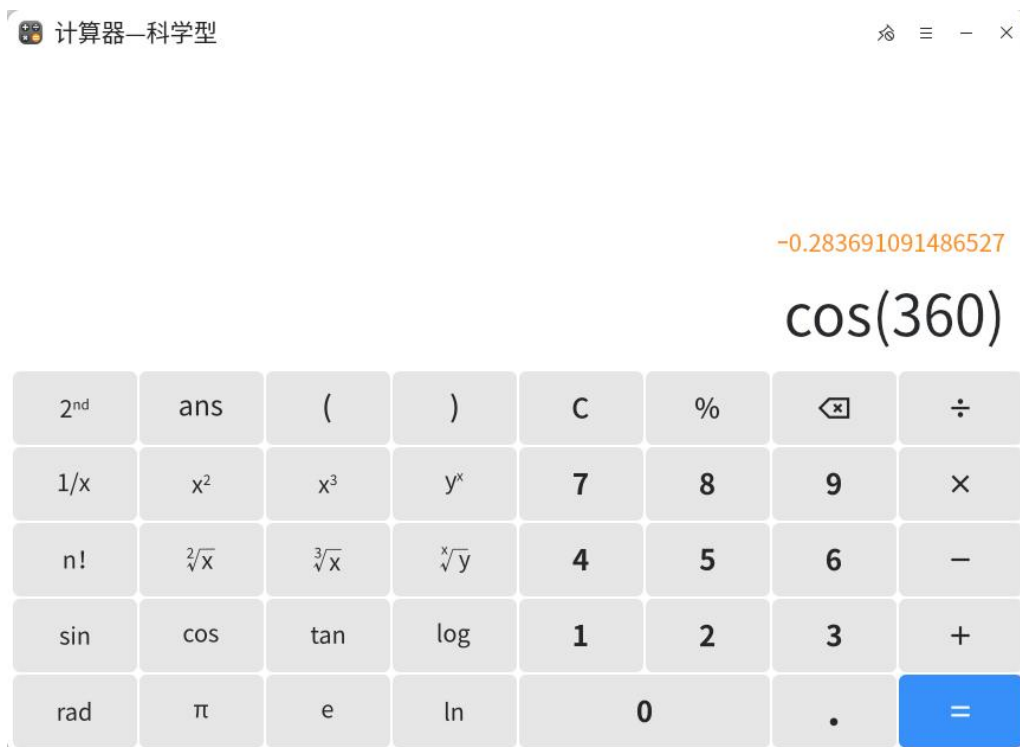 计算器—科学型
-0.283691091486527
cos(360)
2ⁿᵈ ans ( ) C % ÷
1/x x² x³ yˣ 7 8 9 ×
n! ²√x ³√x ˣ√y 4 5 6 −
sin cos tan log 1 2 3 +
rad π e ln 0 . =